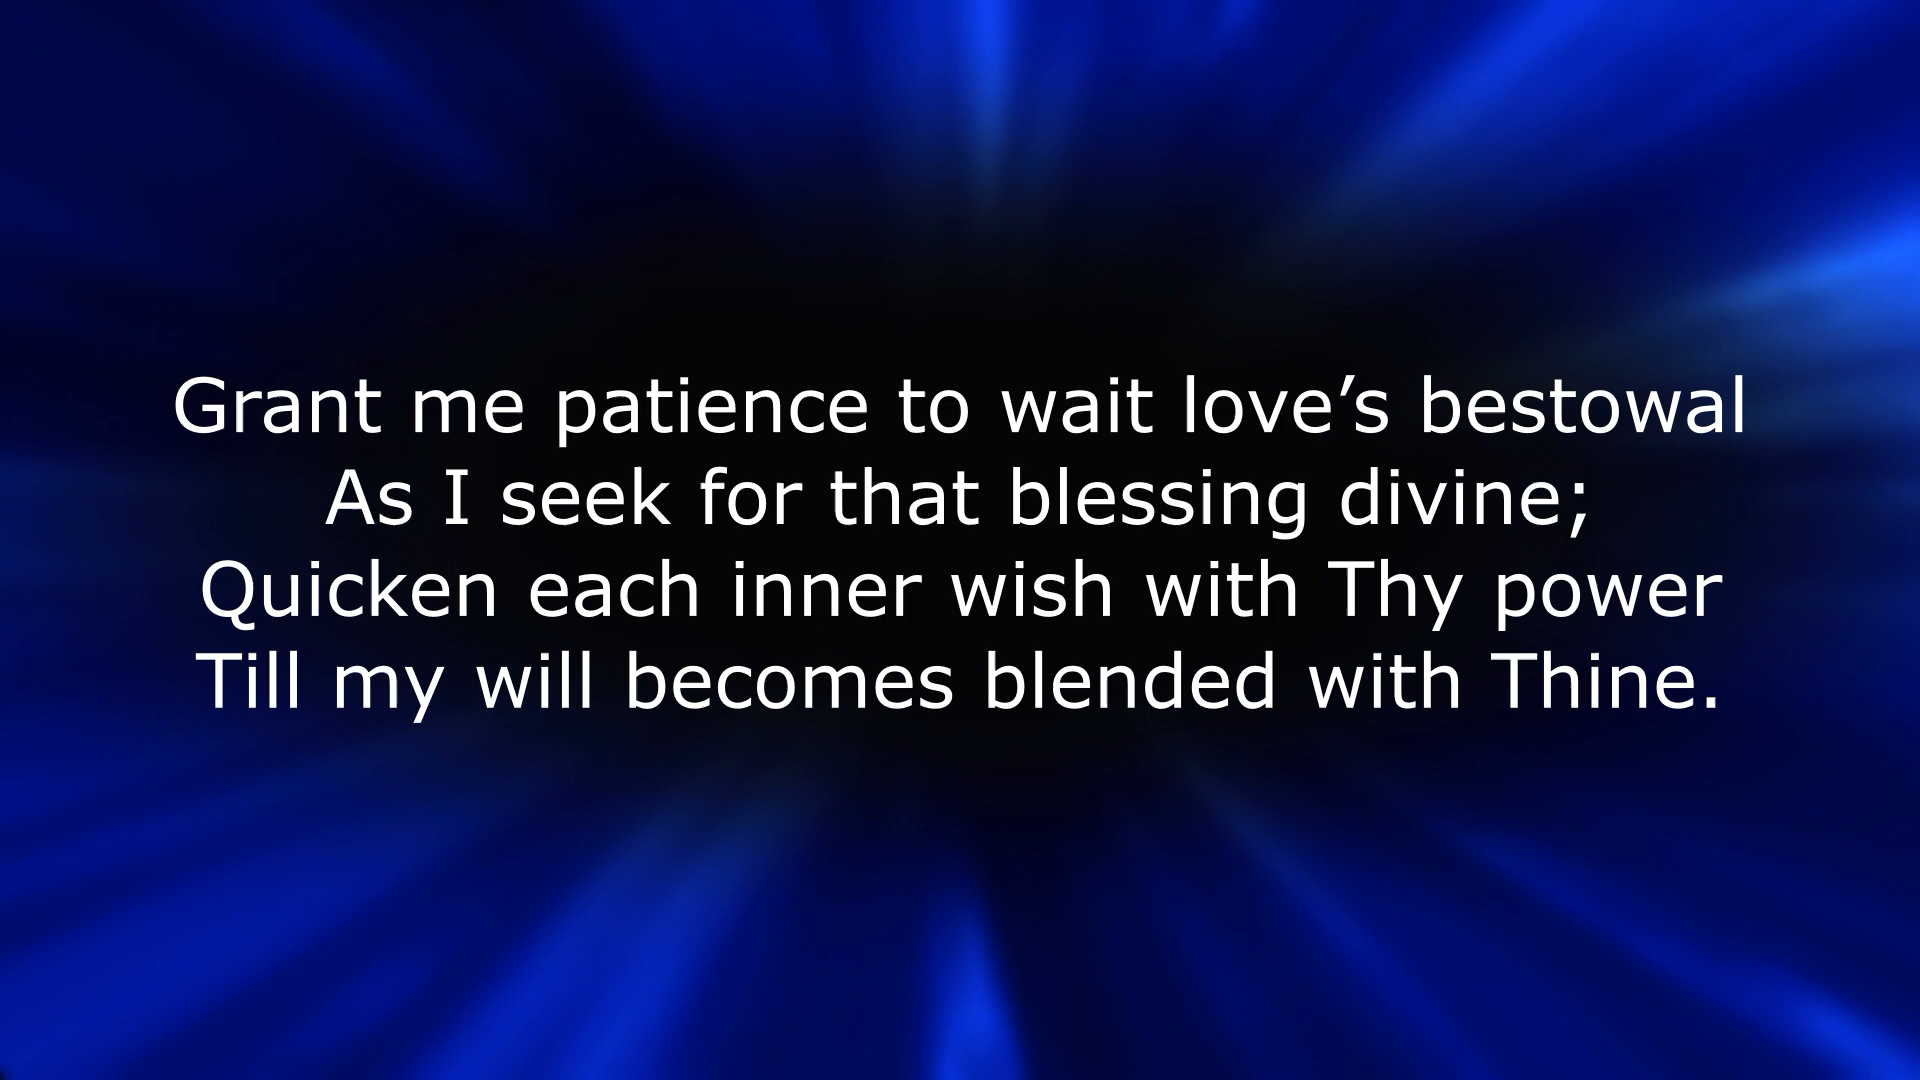 Grant me patience to wait love’s bestowal
As I seek for that blessing divine;
Quicken each inner wish with Thy power
Till my will becomes blended with Thine.